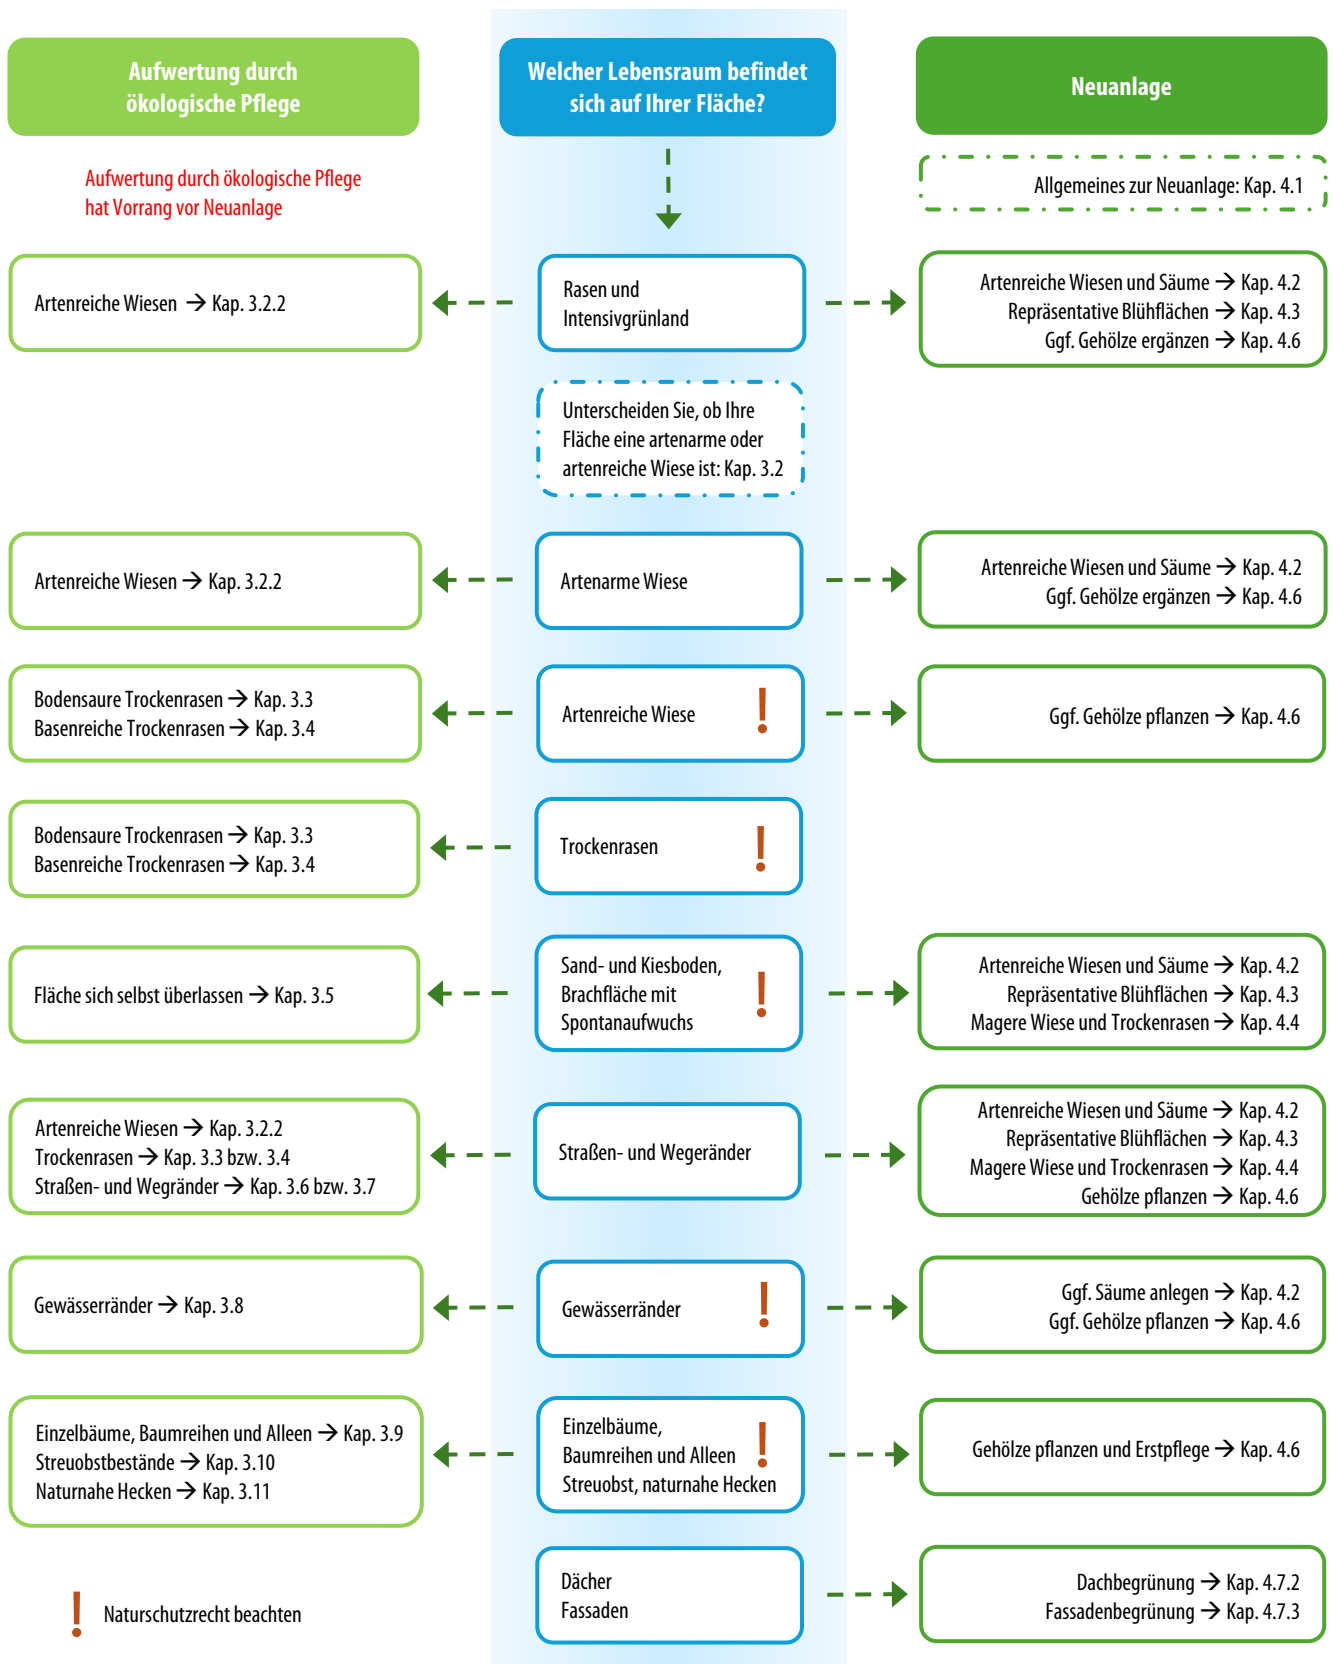 Aufwertung durch
ökologische Pflege
Welcher Lebensraum befindet
sich auf Ihrer Fläche?
Neuanlage
Aufwertung durch ökologische Pflege
hat Vorrang vor Neuanlage
Allgemeines zur Neuanlage: Kap. 4.1
Artenreiche Wiesen → Kap. 3.2.2
Rasen und
Intensivgrünland
Artenreiche Wiesen und Säume → Kap. 4.2
Repräsentative Blühflächen → Kap. 4.3
Ggf. Gehölze ergänzen → Kap. 4.6
Unterscheiden Sie, ob Ihre
Fläche eine artenarme oder
artenreiche Wiese ist: Kap. 3.2
Artenreiche Wiesen → Kap. 3.2.2
Artenarme Wiese
Artenreiche Wiesen und Säume → Kap. 4.2
Ggf. Gehölze ergänzen → Kap. 4.6
Bodensaure Trockenrasen → Kap. 3.3
Basenreiche Trockenrasen → Kap. 3.4
Artenreiche Wiese !
Ggf. Gehölze pflanzen → Kap. 4.6
Bodensaure Trockenrasen → Kap. 3.3
Basenreiche Trockenrasen → Kap. 3.4
Trockenrasen !
Fläche sich selbst überlassen → Kap. 3.5
Sand- und Kiesboden,
Brachfläche mit !
Spontanaufwuchs
Artenreiche Wiesen und Säume → Kap. 4.2
Repräsentative Blühflächen → Kap. 4.3
Magere Wiese und Trockenrasen → Kap. 4.4
Artenreiche Wiesen → Kap. 3.2.2
Trockenrasen → Kap. 3.3 bzw. 3.4
Straßen- und Wegränder → Kap. 3.6 bzw. 3.7
Straßen- und Wegeränder
Artenreiche Wiesen und Säume → Kap. 4.2
Repräsentative Blühflächen → Kap. 4.3
Magere Wiese und Trockenrasen → Kap. 4.4
Gehölze pflanzen → Kap. 4.6
Gewässerränder → Kap. 3.8
Gewässerränder !
Ggf. Säume anlegen → Kap. 4.2
Ggf. Gehölze pflanzen → Kap. 4.6
Einzelbäume, Baumreihen und Alleen → Kap. 3.9
Streuobstbestände → Kap. 3.10
Naturnahe Hecken → Kap. 3.11
Einzelbäume,
Baumreihen und Alleen !
Streuobst, naturnahe Hecken
Gehölze pflanzen und Erstpflege → Kap. 4.6
Dächer
Fassaden
Dachbegrünung → Kap. 4.7.2
Fassadenbegrünung → Kap. 4.7.3
! Naturschutzrecht beachten